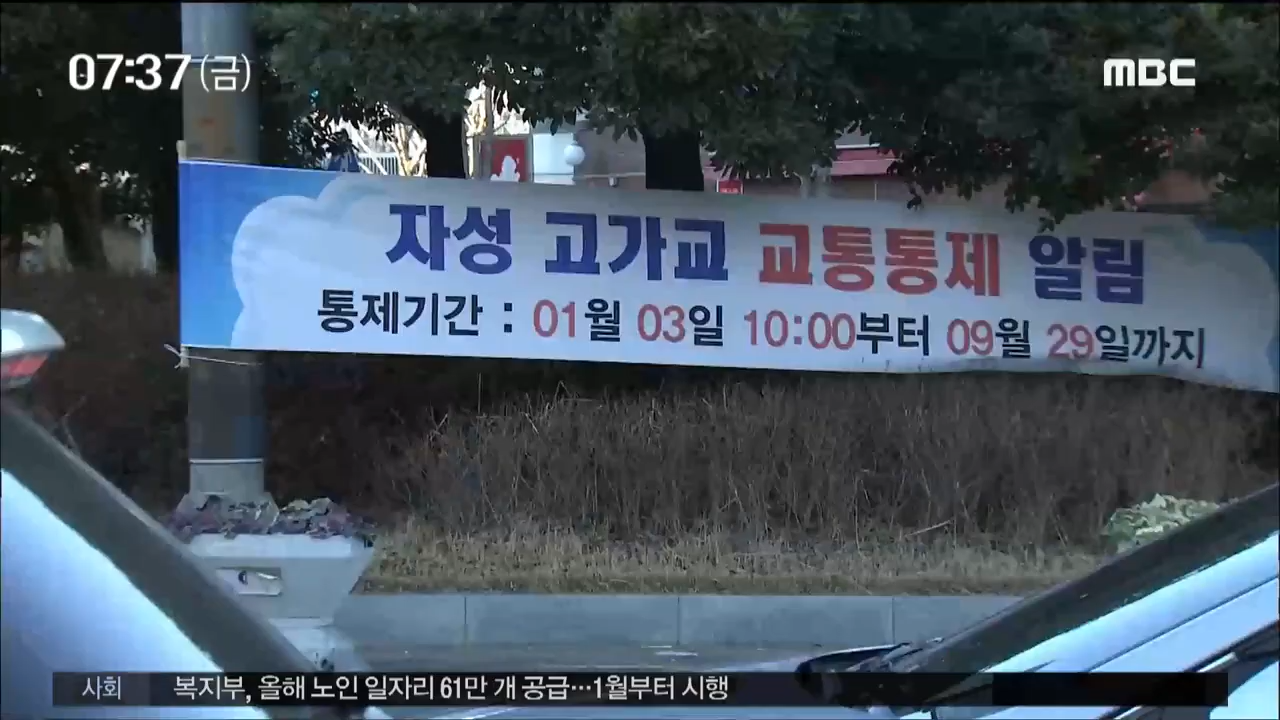 07:37(금)
MBC
자성 고가교 교통통제 알림
통제기간 : 01월 03일 10:00부터 09월 29일까지
사회 복지부, 올해 노인 일자리 61만 개 공급…1월부터 시행